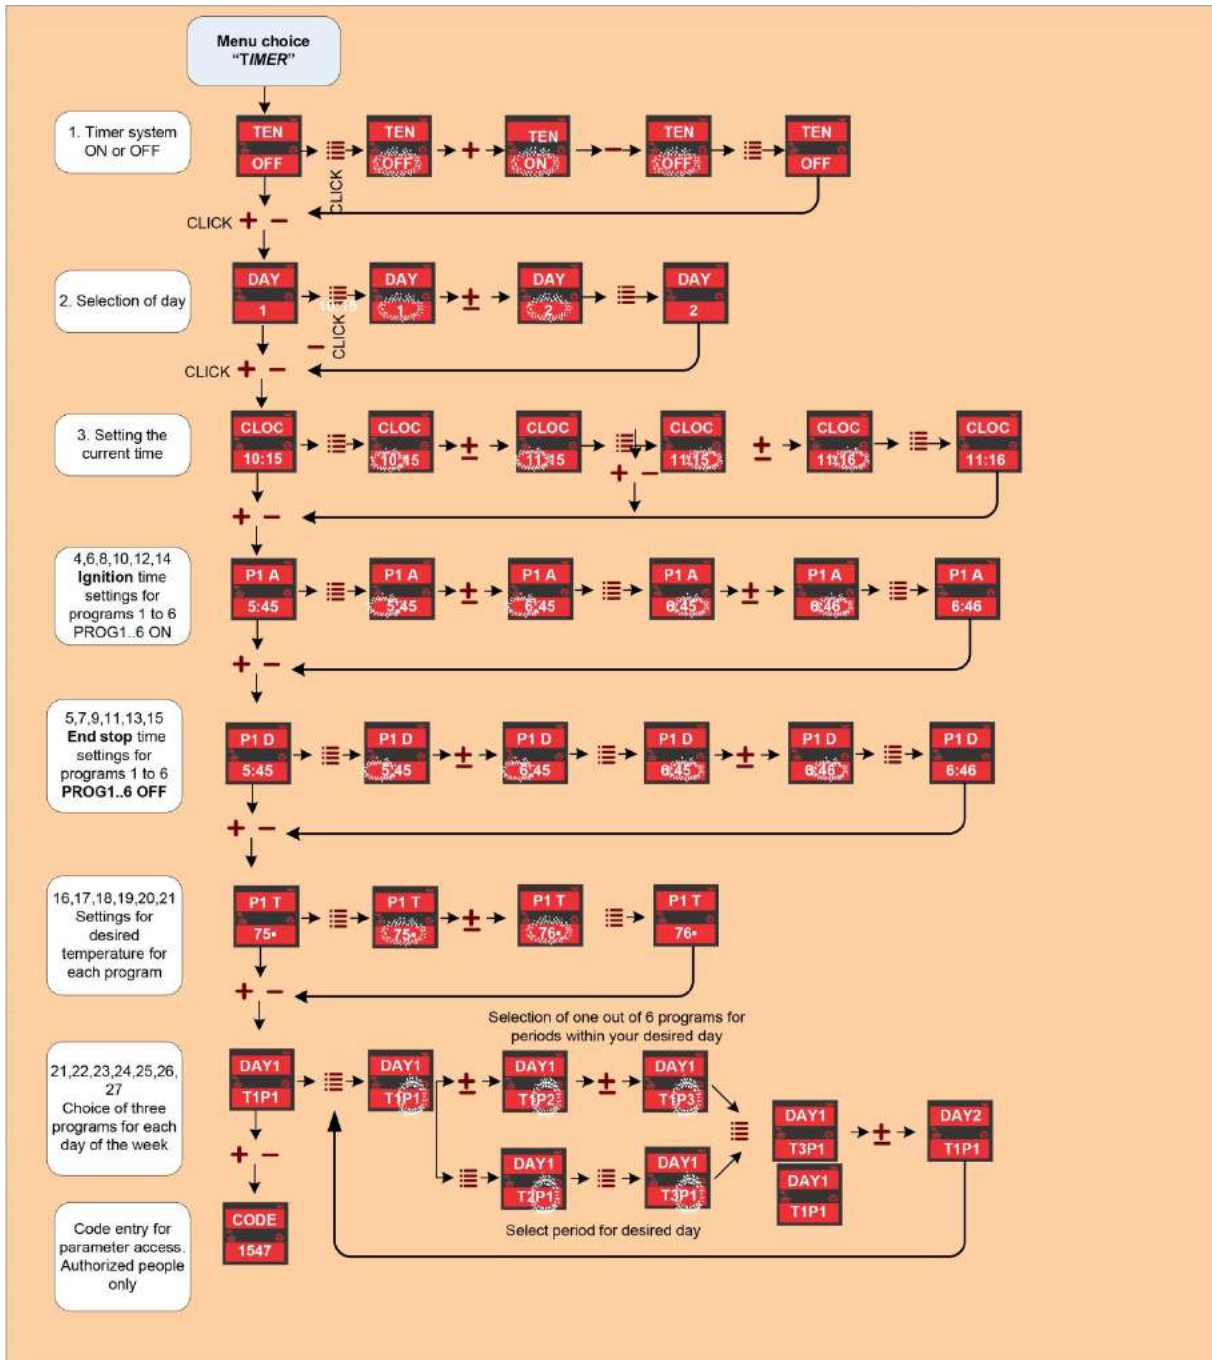 Menu choice
“TIMER”
1. Timer system
ON or OFF
TEN
OFF
CLICK
TEN
OFF
+
TEN
ON
−
TEN
OFF
TEN
OFF
CLICK + −
2. Selection of day
DAY
1
10:15
CLICK
DAY
1
±
DAY
2
DAY
2
−
CLICK + −
3. Setting the
current time
CLOC
10:15
CLOC
10:15
±
CLOC
11:15
CLOC
11:15
±
CLOC
11:16
CLOC
11:16
+ −
+ −
4,6,8,10,12,14
Ignition time
settings for
programs 1 to 6
PROG1..6 ON
P1 A
5:45
P1 A
5:45
±
P1 A
6:45
P1 A
6:45
±
P1 A
6:46
P1 A
6:46
+ −
5,7,9,11,13,15
End stop time
settings for
programs 1 to 6
PROG1..6 OFF
P1 D
5:45
P1 D
5:45
±
P1 D
6:45
P1 D
6:45
±
P1 D
6:46
P1 D
6:46
+ −
16,17,18,19,20,21
Settings for
desired
temperature for
each program
P1 T
75•
P1 T
75•
±
P1 T
76•
P1 T
76•
+ −
Selection of one out of 6 programs for
periods within your desired day
21,22,23,24,25,26,
27
Choice of three
programs for each
day of the week
DAY1
T1P1
DAY1
T1P1
±
DAY1
T1P2
±
DAY1
T1P3
DAY1
T2P1
DAY1
T3P1
DAY1
T3P1
DAY1
T1P1
±
DAY2
T1P1
+ −
Select period for desired day
Code entry for
parameter access.
Authorized people
only
CODE
1547